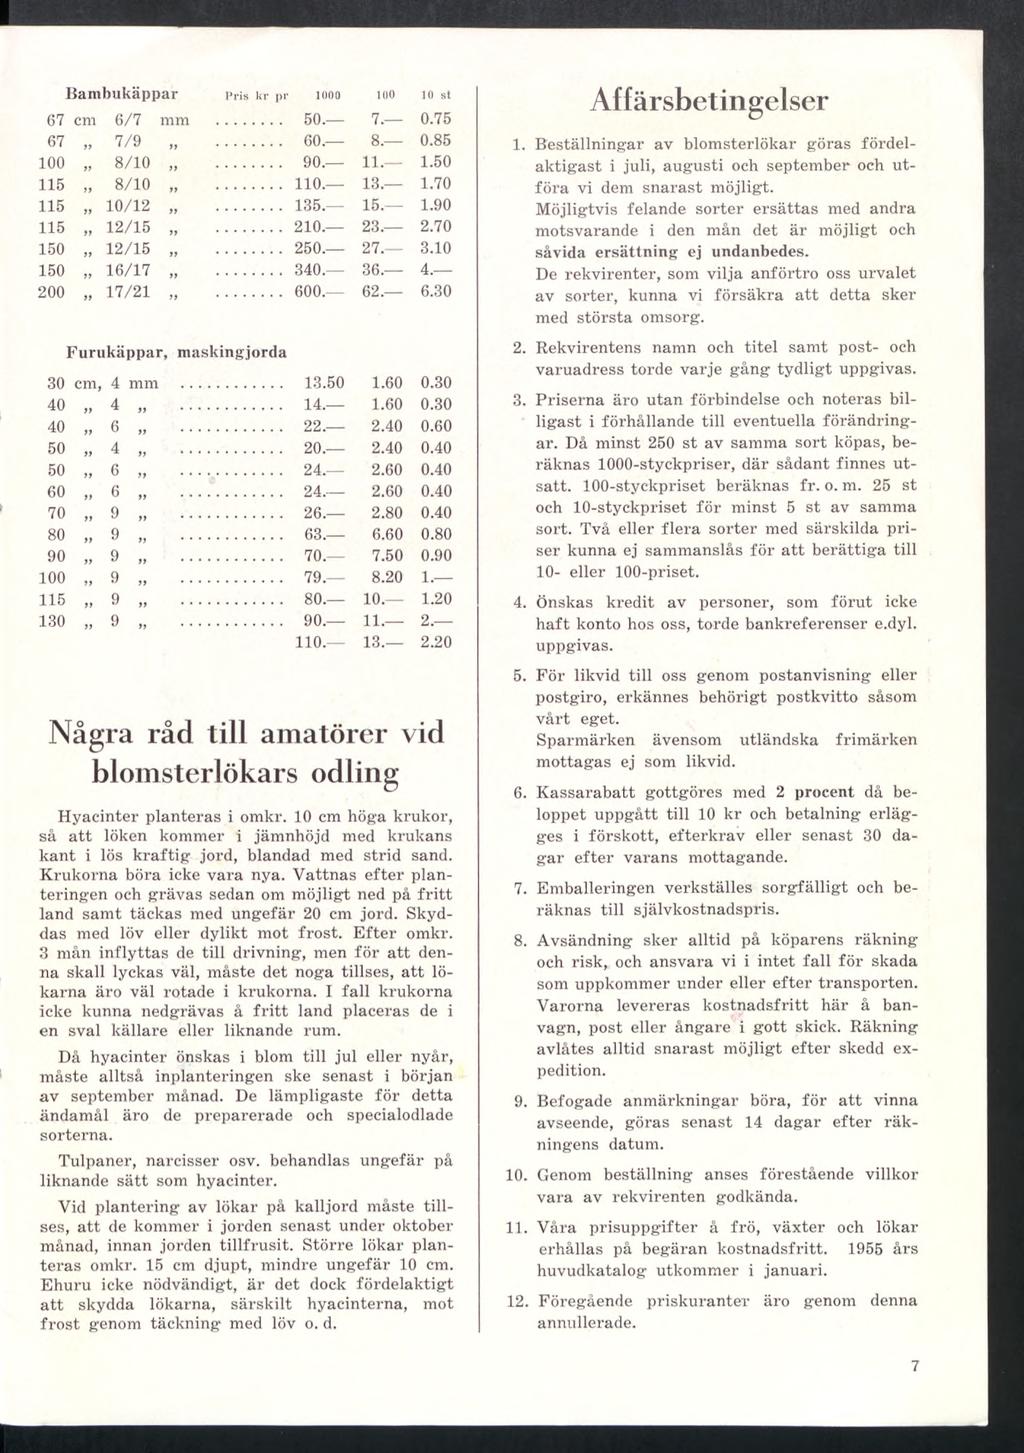 Bambukäppar Pris kr pr 1000 100 10 st
67 cm 6/7 mm ........ 50.— 7.— 0.75
67 „ 7/9 „ ........ 60.— 8.— 0.85
100 „ 8/10 „ ........ 90.— 11.— 1.50
115 „ 8/10 „ ........ 110.— 13.— 1.70
115 „ 10/12 „ ........ 135.— 15.— 1.90
115 „ 12/15 „ ........ 210.— 23.— 2.70
150 „ 12/15 „ ........ 250.— 27.— 3.10
150 „ 16/17 „ ........ 340.— 36.— 4.—
200 „ 17/21 „ ........ 600.— 62.— 6.30
Furukäppar, maskingjorda
30 cm, 4 mm ............ 13.50 1.60 0.30
40 „ 4 „ ............ 14.— 1.60 0.30
40 „ 6 „ ............ 22.— 2.40 0.60
50 „ 4 „ ............ 20.— 2.40 0.40
50 „ 6 „ ............ 24.— 2.60 0.40
60 „ 6 „ ............ 24.— 2.60 0.40
70 „ 9 „ ............ 26.— 2.80 0.40
80 „ 9 „ ............ 63.— 6.60 0.80
90 „ 9 „ ............ 70.— 7.50 0.90
100 „ 9 „ ............ 79.— 8.20 1.—
115 „ 9 „ ............ 80.— 10.— 1.20
130 „ 9 „ ............ 90.— 11.— 2.—
110.— 13.— 2.20
Några råd till amatörer vid
blomsterlökars odling
Hyacinter planteras i omkr. 10 cm höga krukor,
så att löken kommer i jämnhöjd med krukans
kant i lös kraftig jord, blandad med strid sand.
Krukorna böra icke vara nya. Vattnas efter plan-
teringen och grävas sedan om möjligt ned på fritt
land samt täckas med ungefär 20 cm jord. Skyd-
das med löv eller dylikt mot frost. Efter omkr.
3 mån inflyttas de till drivning, men för att den-
na skall lyckas väl, måste det noga tillses, att lö-
karna äro väl rotade i krukorna. I fall krukorna
icke kunna nedgrävas å fritt land placeras de i
en sval källare eller liknande rum.
Då hyacinter önskas i blom till jul eller nyår,
måste alltså inplanteringen ske senast i början
av september månad. De lämpligaste för detta
ändamål äro de preparerade och specialodlade
sorterna.
Tulpaner, narcisser osv. behandlas ungefär på
liknande sätt som hyacinter.
Vid plantering av lökar på kalljord måste till-
ses, att de kommer i jorden senast under oktober
månad, innan jorden tillfrusit. Större lökar plan-
teras omkr. 15 cm djupt, mindre ungefär 10 cm.
Ehuru icke nödvändigt, är det dock fördelaktigt
att skydda lökarna, särskilt hyacinterna, mot
frost genom täckning med löv o. d.
Affärsbetingelser
1. Beställningar av blomsterlökar göras fördel-
aktigast i juli, augusti och september och ut-
föra vi dem snarast möjligt.
Möjligtvis felande sorter ersättas med andra
motsvarande i den mån det är möjligt och
såvida ersättning ej undanbedes.
De rekvirenter, som vilja anförtro oss urvalet
av sorter, kunna vi försäkra att detta sker
med största omsorg.
2. Rekvirentens namn och titel samt post- och
varuadress torde varje gång tydligt uppgivas.
3. Priserna äro utan förbindelse och noteras bil-
ligast i förhållande till eventuella förändring-
ar. Då minst 250 st av samma sort köpas, be-
räknas 1000-styckpriser, där sådant finnes ut-
satt. 100-styckpriset beräknas fr. o. m. 25 st
och 10-styckpriset för minst 5 st av samma
sort. Två eller flera sorter med särskilda pri-
ser kunna ej sammanslås för att berättiga till
10- eller 100-priset.
4. Önskas kredit av personer, som förut icke
haft konto hos oss, torde bankreferenser e.dyl.
uppgivas.
5. För likvid till oss genom postanvisning eller
postgiro, erkännes behörigt postkvitto såsom
vårt eget.
Sparmärken ävensom utländska frimärken
mottagas ej som likvid.
6. Kassarabatt gottgöres med 2 procent då be-
loppet uppgått till 10 kr och betalning erläg-
ges i förskott, efterkrav eller senast 30 da-
gar efter varans mottagande.
7. Emballeringen verkställes sorgfälligt och be-
räknas till självkostnadspris.
8. Avsändning sker alltid på köparens räkning
och risk, och ansvara vi i intet fall för skada
som uppkommer under eller efter transporten.
Varorna levereras kostnadsfritt här å ban-
vagn, post eller ångare i gott skick. Räkning
avlåtes alltid snarast möjligt efter skedd ex-
pedition.
9. Befogade anmärkningar böra, för att vinna
avseende, göras senast 14 dagar efter räk-
ningens datum.
10. Genom beställning anses förestående villkor
vara av rekvirenten godkända.
11. Våra prisuppgifter å frö, växter och lökar
erhållas på begäran kostnadsfritt. 1955 års
huvudkatalog utkommer i januari.
12. Föregående priskuranter äro genom denna
annullerade.
7